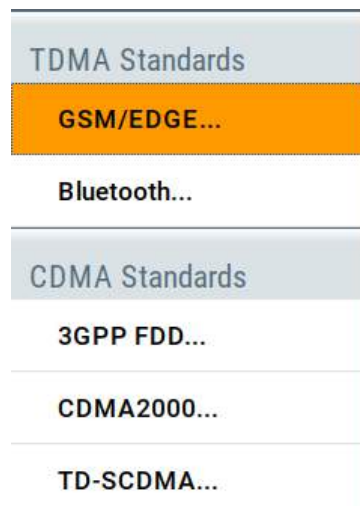 TDMA Standards
GSM/EDGE...
Bluetooth...
CDMA Standards
3GPP FDD...
CDMA2000...
TD-SCDMA...